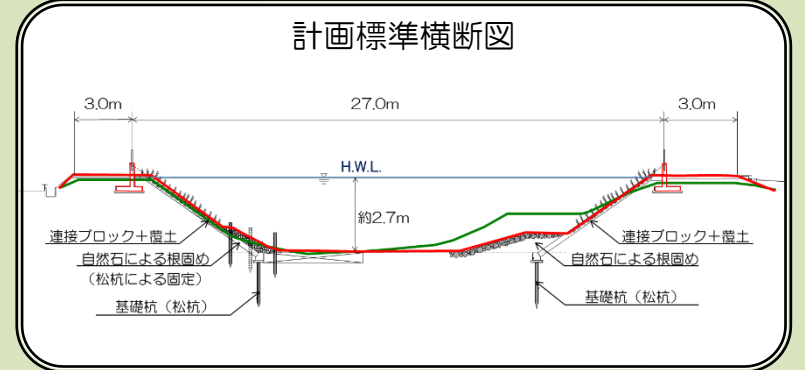 計画標準横断図
3.0m
27.0m
3.0m
H.W.L.
約2.7m
連接ブロック+覆土
自然石による根固め
(松杭による固定)
基礎杭(松杭)
連接ブロック+覆土
自然石による根固め
基礎杭(松杭)